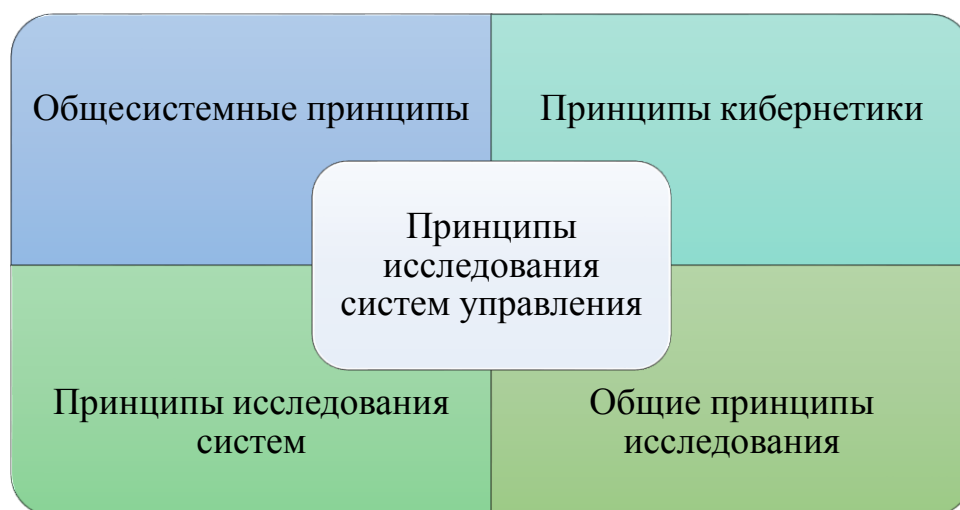 Общесистемные принципы
Принципы кибернетики
Принципы
исследования
систем управления
Принципы исследования
систем
Общие принципы
исследования